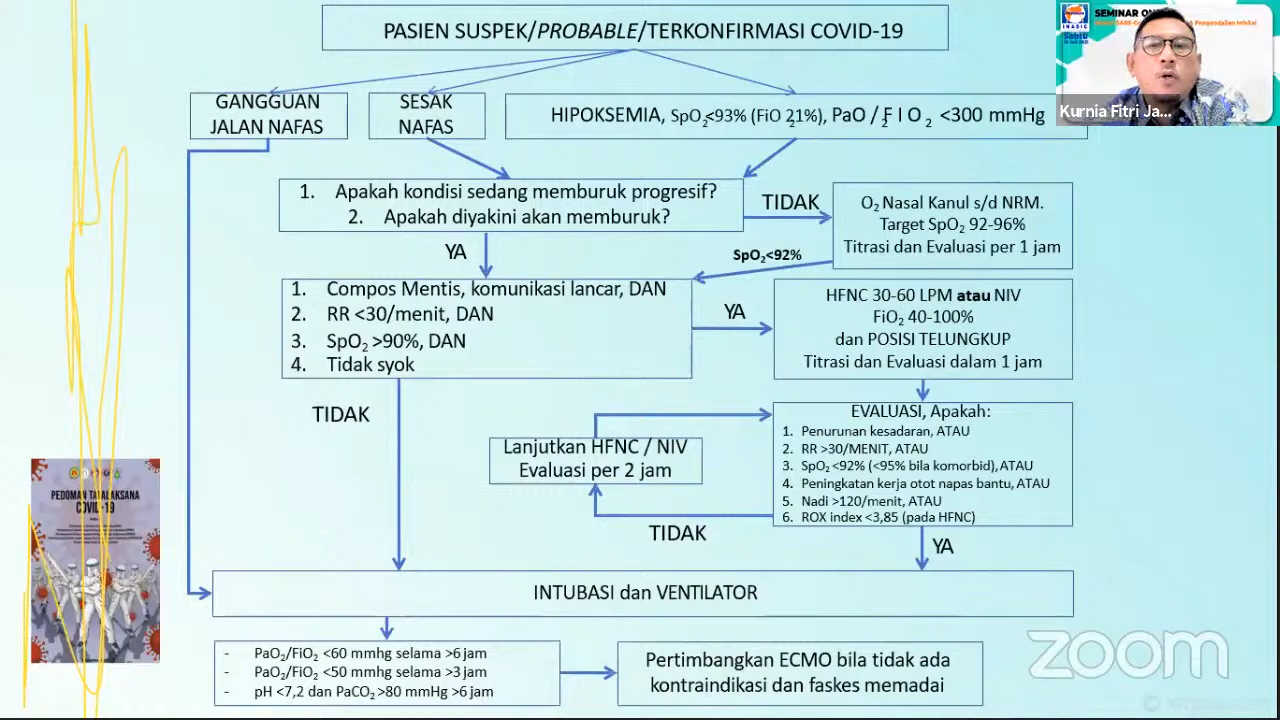 PASIEN SUSPEK/PROBABLE/TERKONFIRMASI COVID-19
SEMINAR
INASIC
Kurnia Fitri Ja...
GANGGUAN
JALAN NAFAS
SESAK
NAFAS
HIPOKSEMIA, SpO2<93% (FiO 21%), PaO2/FIO2 <300 mmHg
1. Apakah kondisi sedang memburuk progresif?
2. Apakah diyakini akan memburuk?
TIDAK
O2 Nasal Kanul s/d NRM.
Target SpO2 92-96%
Titrasi dan Evaluasi per 1 jam
YA
SpO2<92%
1. Compos Mentis, komunikasi lancar, DAN
2. RR <30/menit, DAN
3. SpO2 >90%, DAN
4. Tidak syok
YA
HFNC 30-60 LPM atau NIV
FiO2 40-100%
dan POSISI TELUNGKUP
Titrasi dan Evaluasi dalam 1 jam
TIDAK
Lanjutkan HFNC / NIV
Evaluasi per 2 jam
EVALUASI, Apakah:
1. Penurunan kesadaran, ATAU
2. RR >30/MENIT, ATAU
3. SpO2 <92% (<95% bila komorbid), ATAU
4. Peningkatan kerja otot napas bantu, ATAU
5. Nadi >120/menit, ATAU
6. ROX index <3,85 (pada HFNC)
TIDAK
YA
PEDOMAN TATALAKSANA
COVID-19
INTUBASI dan VENTILATOR
- PaO2/FiO2 <60 mmhg selama >6 jam
- PaO2/FiO2 <50 mmhg selama >3 jam
- pH <7,2 dan PaCO2 >80 mmHg >6 jam
Pertimbangkan ECMO bila tidak ada
kontraindikasi dan faskes memadai
zoom